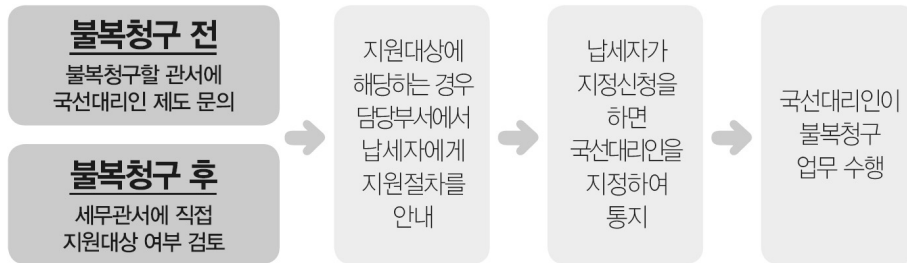 불복청구 전
불복청구할 관서에
국선대리인 제도 문의
불복청구 후
세무관서에 직접
지원대상 여부 검토
지원대상에
해당하는 경우
담당부서에서
납세자에게
지원절차를
안내
납세자가
지정신청을
하면
국선대리인을
지정하여
통지
국선대리인이
불복청구
업무 수행